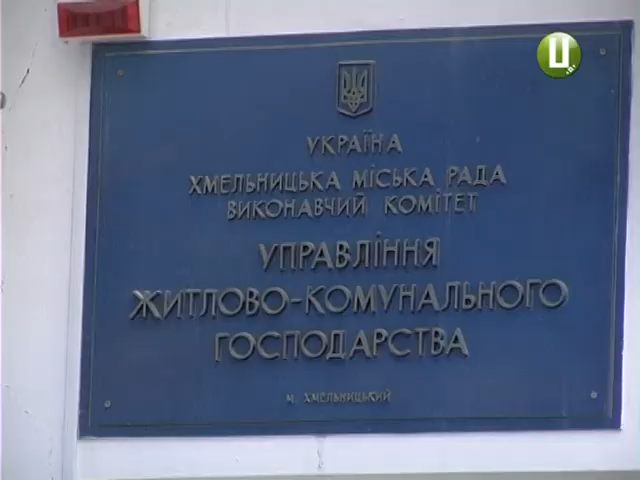 Ц
УКРАЇНА
ХМЕЛЬНИЦЬКА МІСЬКА РАДА
ВИКОНАВЧИЙ КОМІТЕТ
УПРАВЛІННЯ
ЖИТЛОВО-КОМУНАЛЬНОГО
ГОСПОДАРСТВА
м. ХМЕЛЬНИЦЬКИЙ